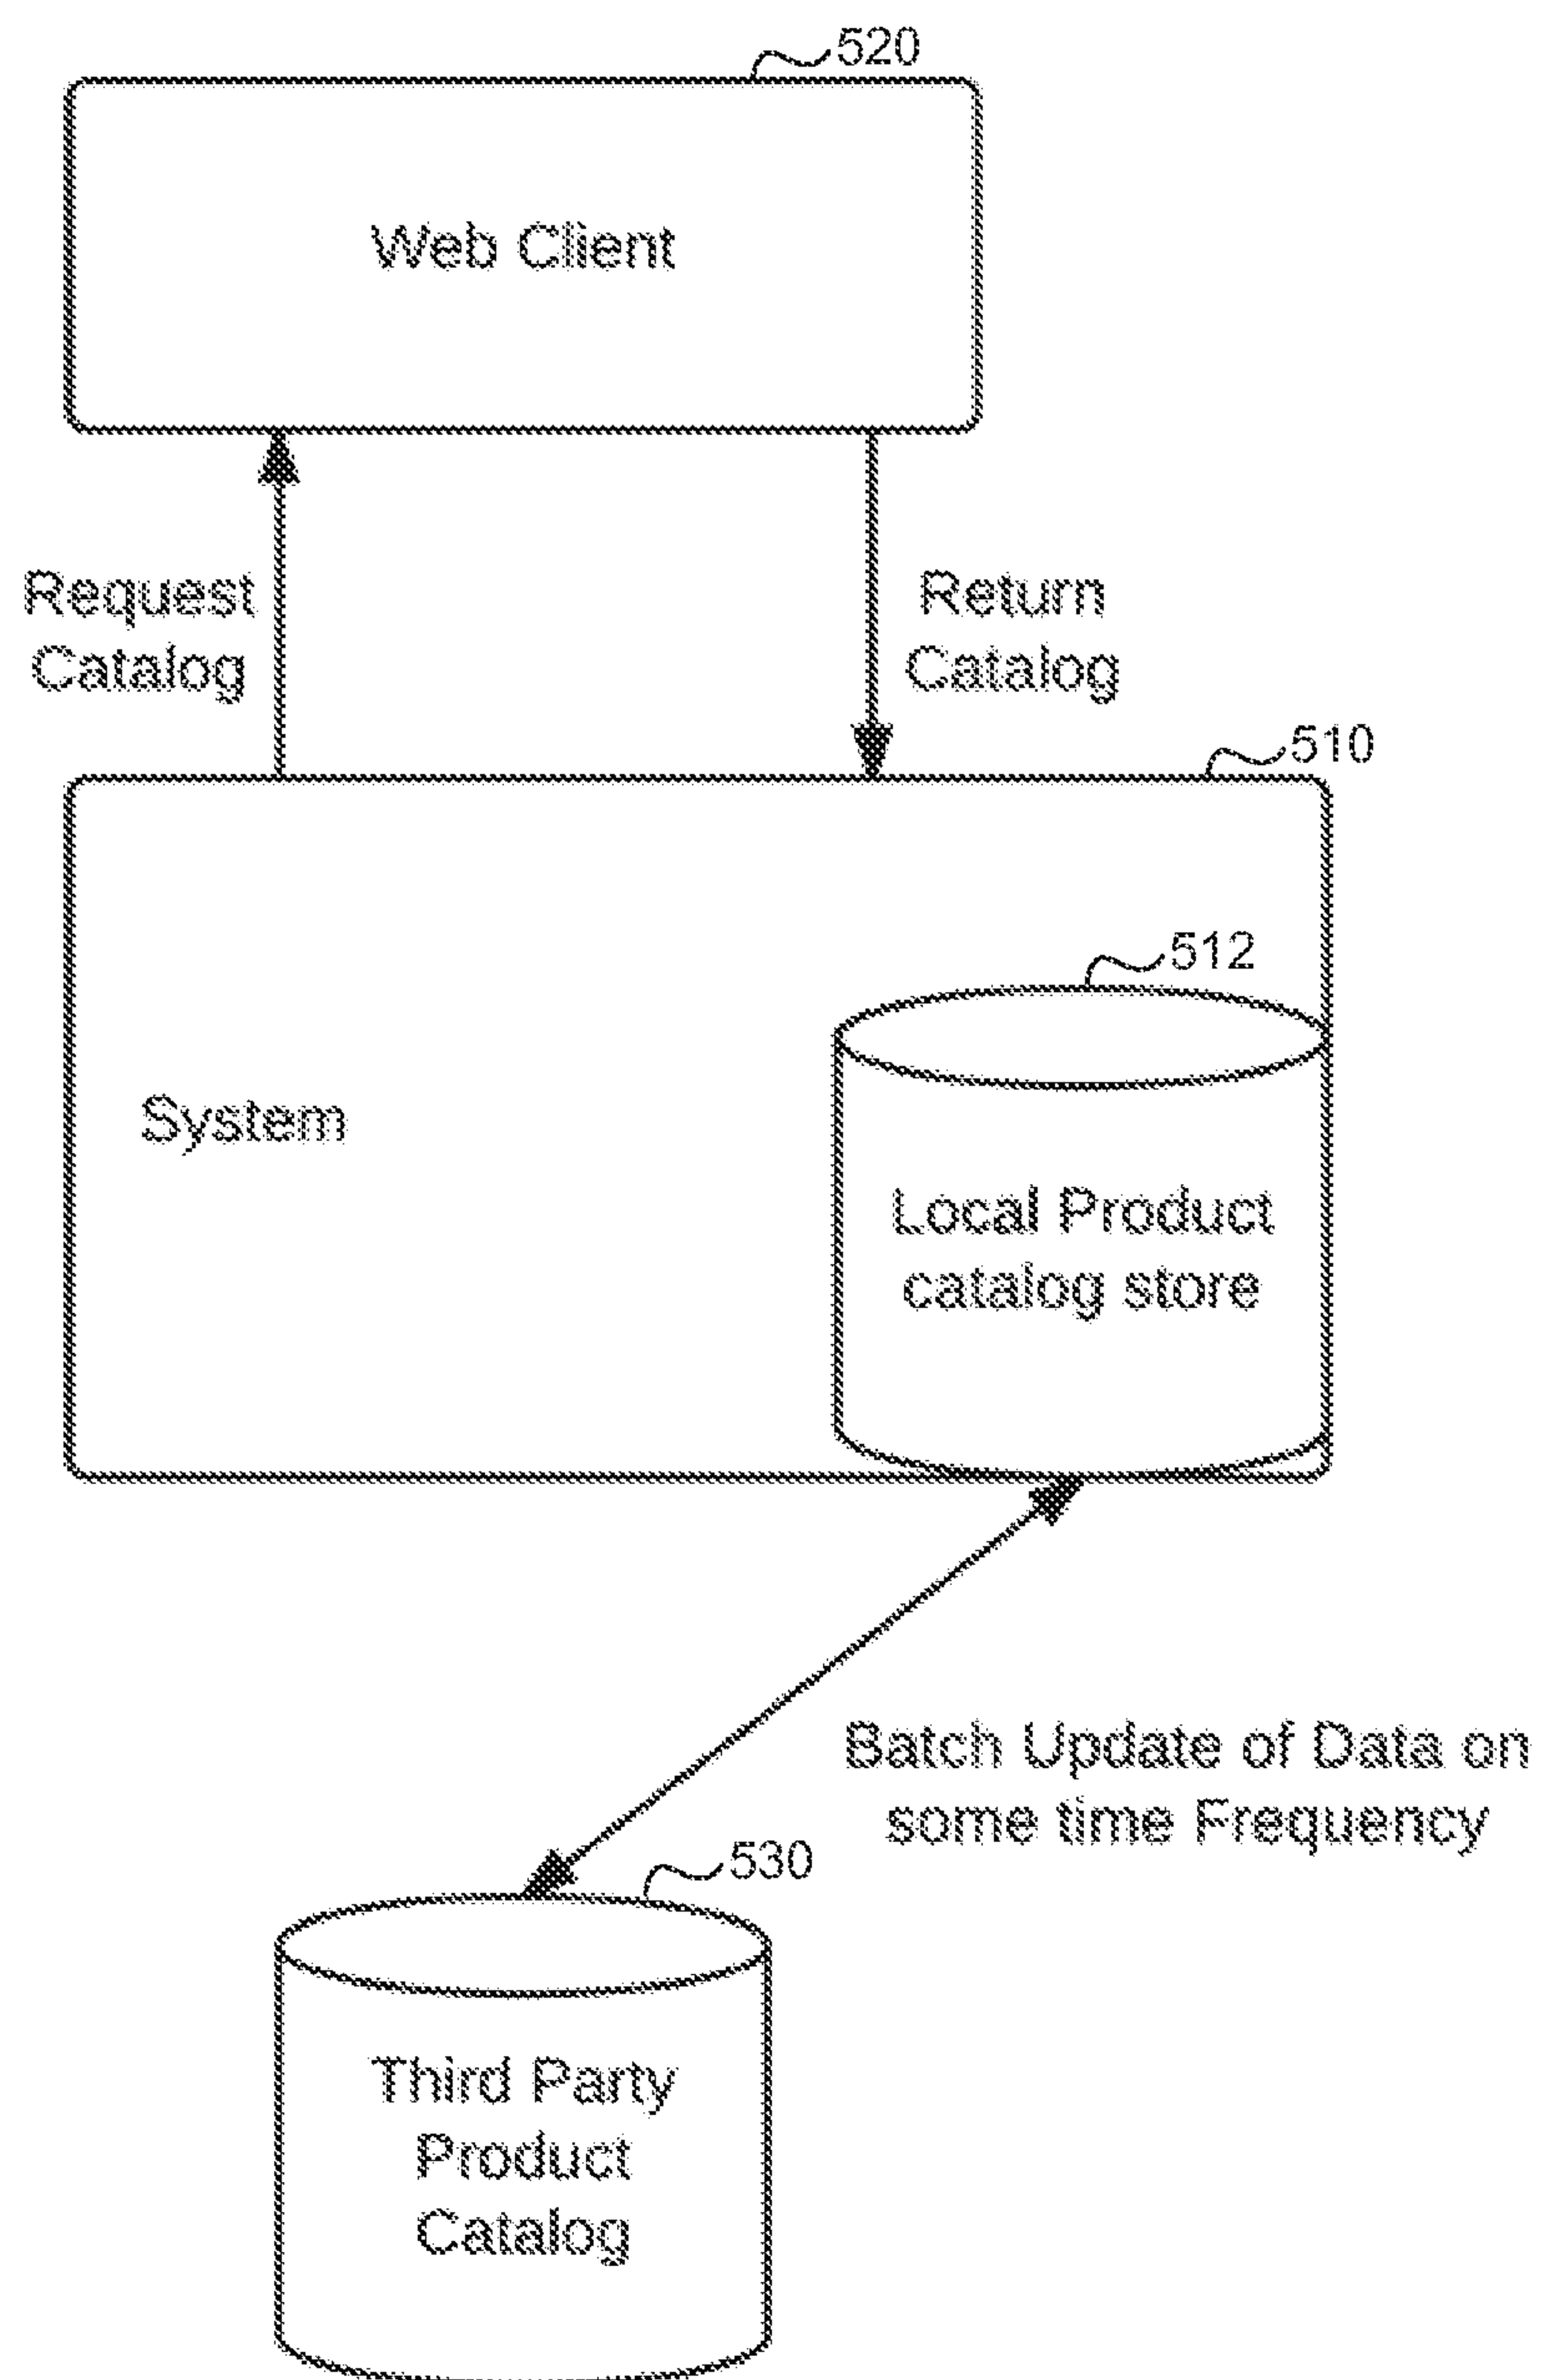 520
Web Client
Request
Catalog
Return
Catalog
510
512
System
Local Product
catalog store
Batch Update of Data on
some time Frequency
530
Third Party
Product
Catalog